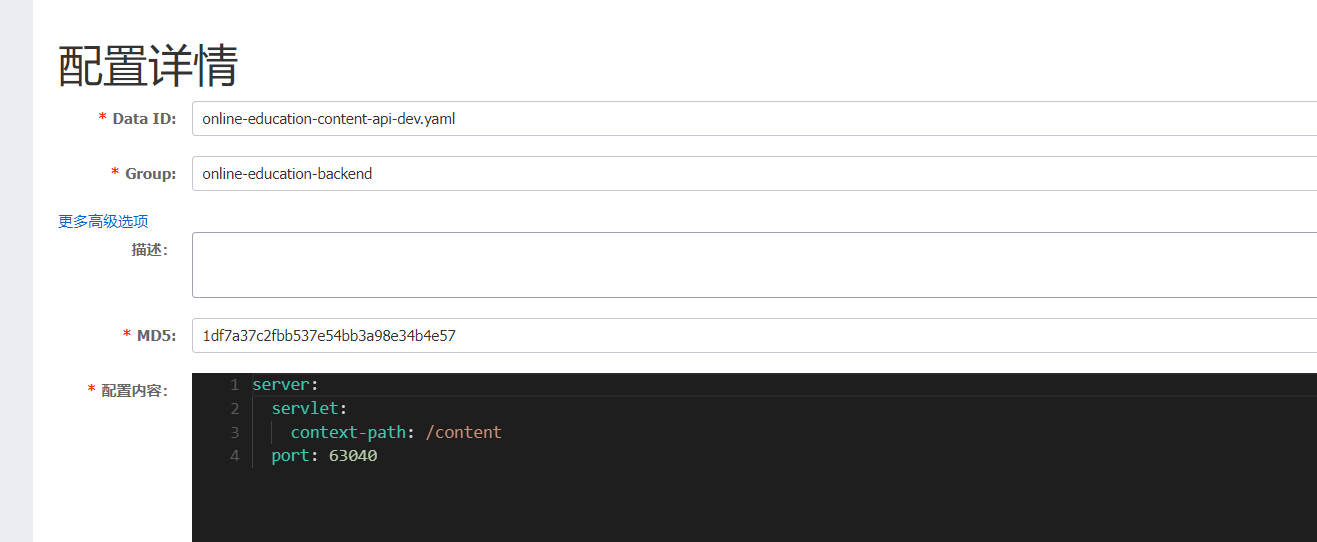 配置详情
* Data ID: online-education-content-api-dev.yaml
* Group: online-education-backend
更多高级选项
描述:
* MD5: 1df7a37c2fbb537e54bb3a98e34b4e57
* 配置内容:
1 server:
2 servlet:
3 context-path: /content
4 port: 63040